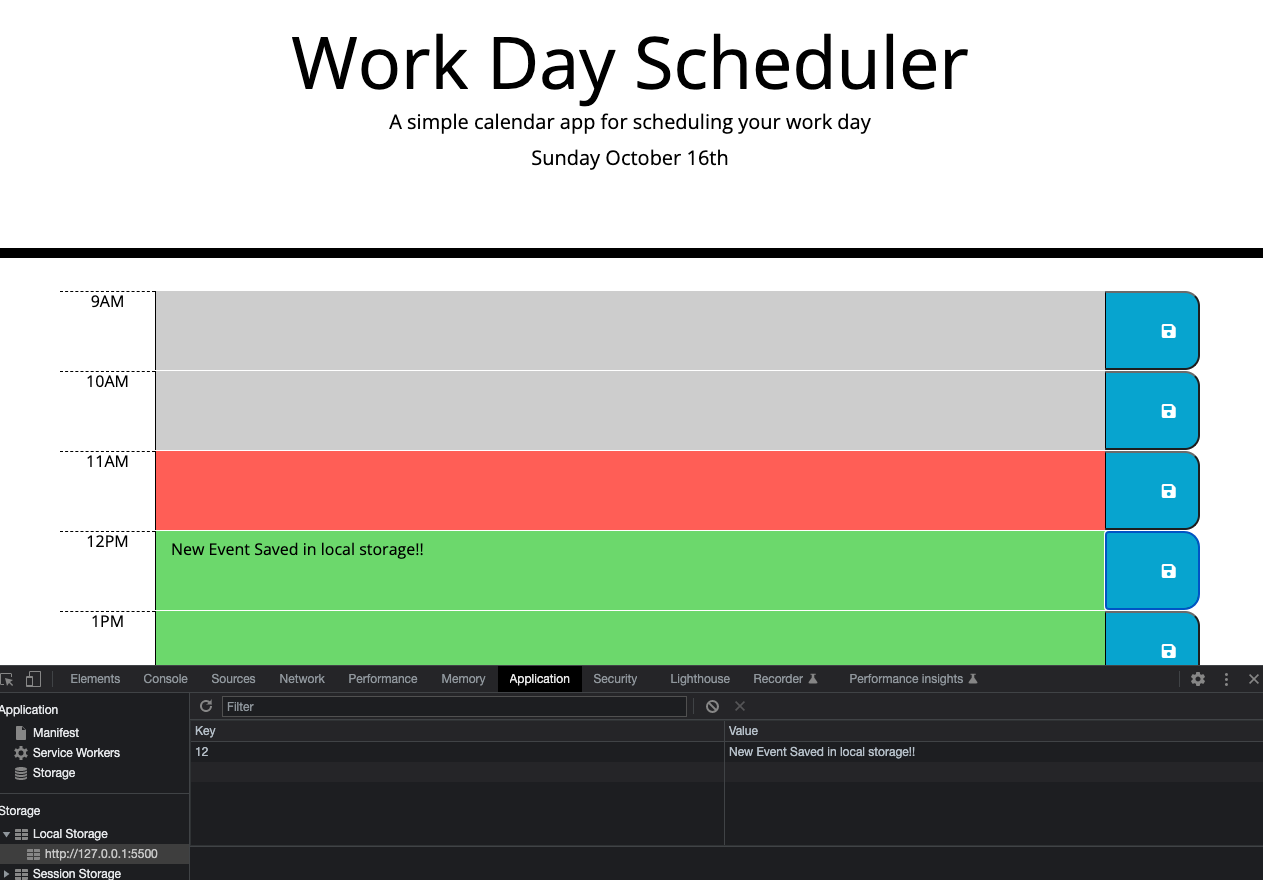 Work Day Scheduler
A simple calendar app for scheduling your work day
Sunday October 16th
9AM
10AM
11AM
12PM New Event Saved in local storage!!
1PM
Elements Console Sources Network Performance Memory Application Security Lighthouse Recorder Performance insights
Application
Manifest
Service Workers
Storage
Storage
Local Storage
http://127.0.0.1:5500
Session Storage
Filter
Key Value
12 New Event Saved in local storage!!